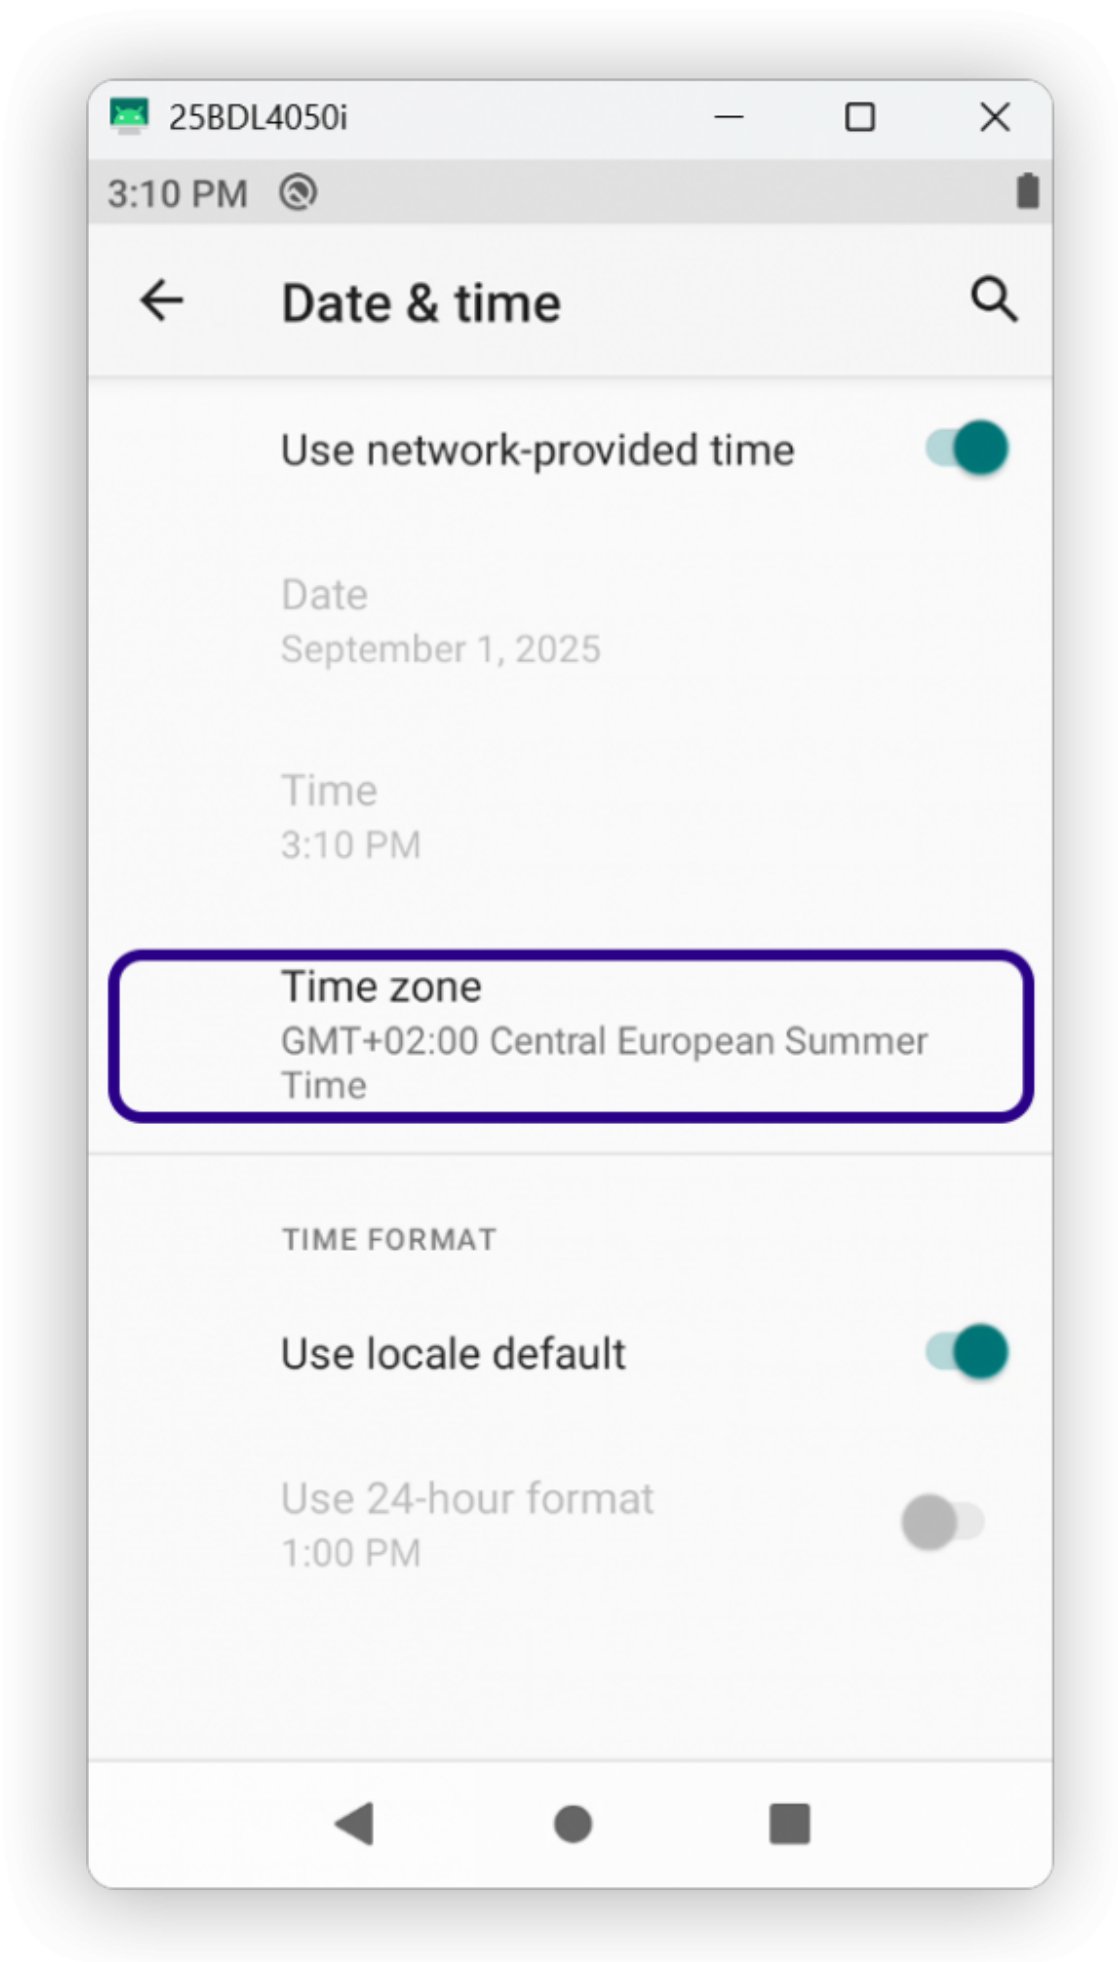 25BDL4050i
3:10 PM
Date & time
Use network-provided time
Date
September 1, 2025
Time
3:10 PM
Time zone
GMT+02:00 Central European Summer
Time
TIME FORMAT
Use locale default
Use 24-hour format
1:00 PM